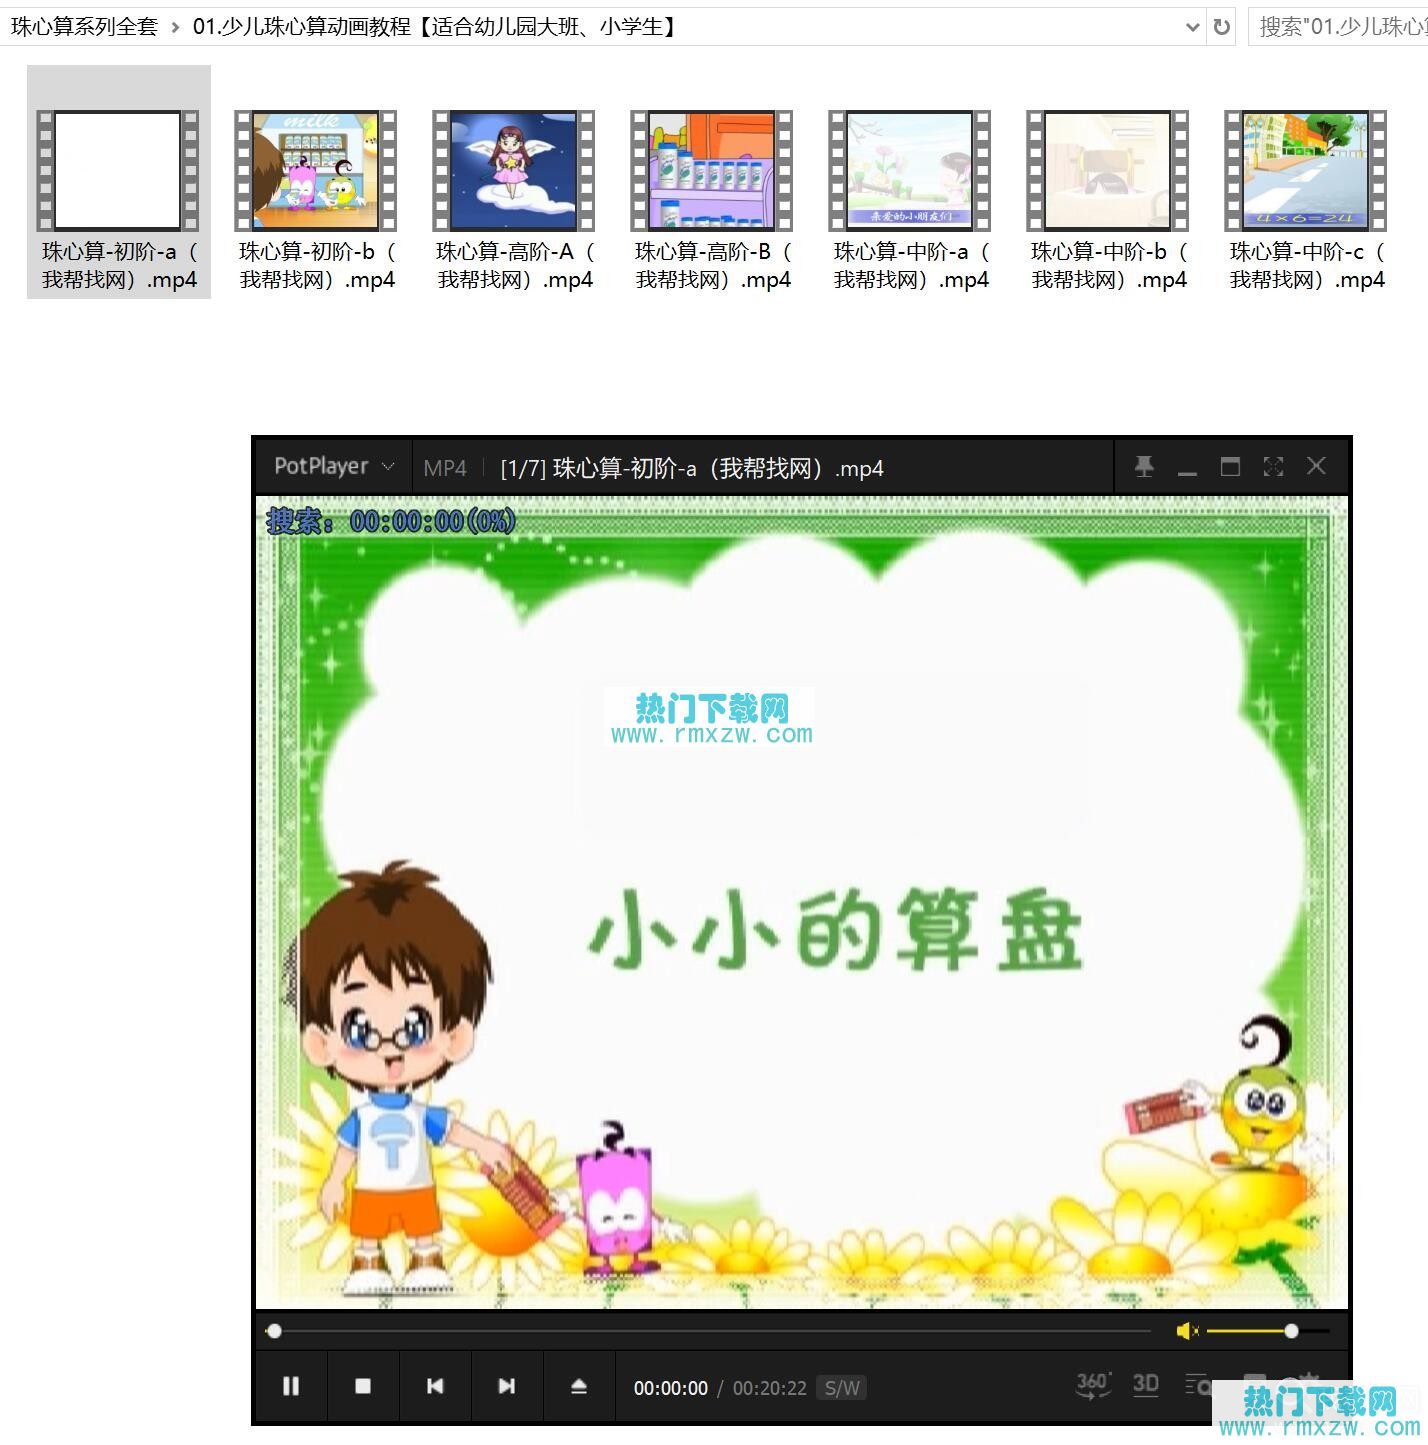 珠心算系列全套 › 01.少儿珠心算动画教程【适合幼儿园大班、小学生】
搜索"01.少儿珠心
milk
亲爱的小朋友们
4×6=24
珠心算-初阶-a（
我帮找网）.mp4
珠心算-初阶-b（
我帮找网）.mp4
珠心算-高阶-A（
我帮找网）.mp4
珠心算-高阶-B（
我帮找网）.mp4
珠心算-中阶-a（
我帮找网）.mp4
珠心算-中阶-b（
我帮找网）.mp4
珠心算-中阶-c（
我帮找网）.mp4
PotPlayer MP4 [1/7] 珠心算-初阶-a（我帮找网）.mp4
搜索：00:00:00(0%)
热门下载网
www.rmxzw.com
小小的算盘
00:00:00 / 00:20:22 S/W
360° 3D
热门下载网
www.rmxzw.com